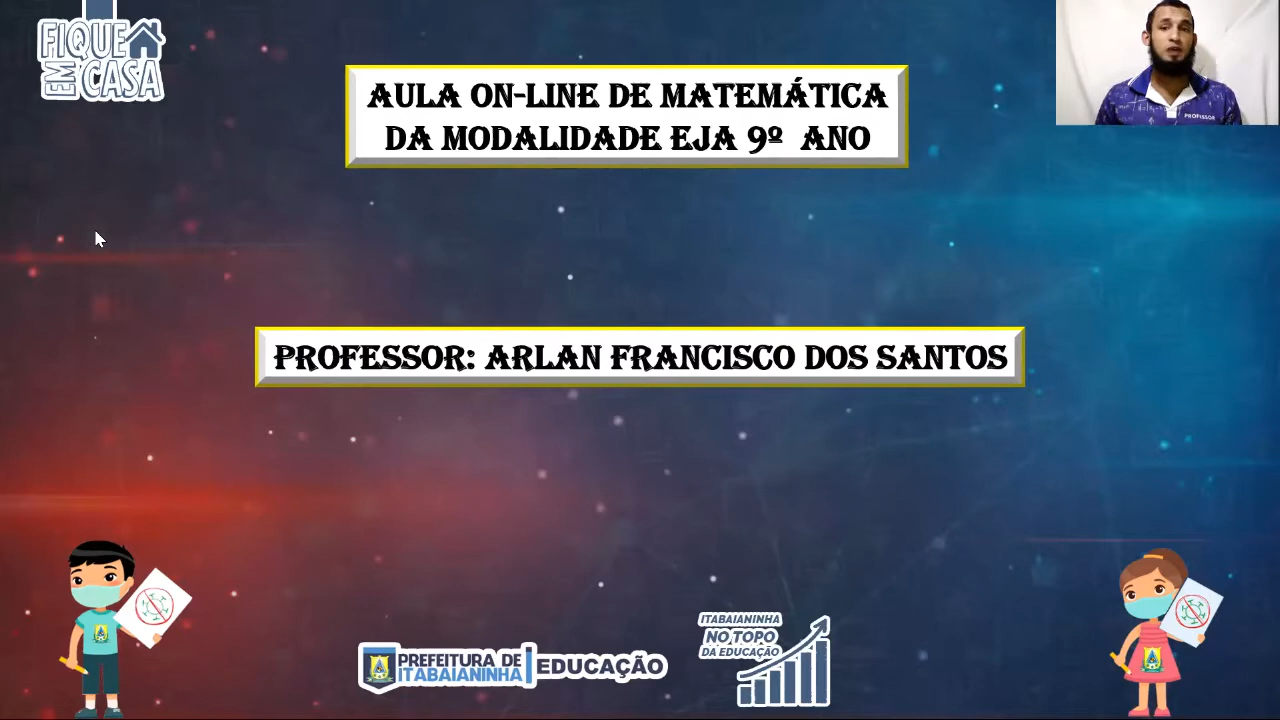 FIQUE
EM CASA
AULA ON-LINE DE MATEMÁTICA
DA MODALIDADE EJA 9º ANO
PROFESSOR
PROFESSOR: ARLAN FRANCISCO DOS SANTOS
PREFEITURA DE
ITABAIANINHA
EDUCAÇÃO
ITABAIANINHA
NO TOPO
DA EDUCAÇÃO